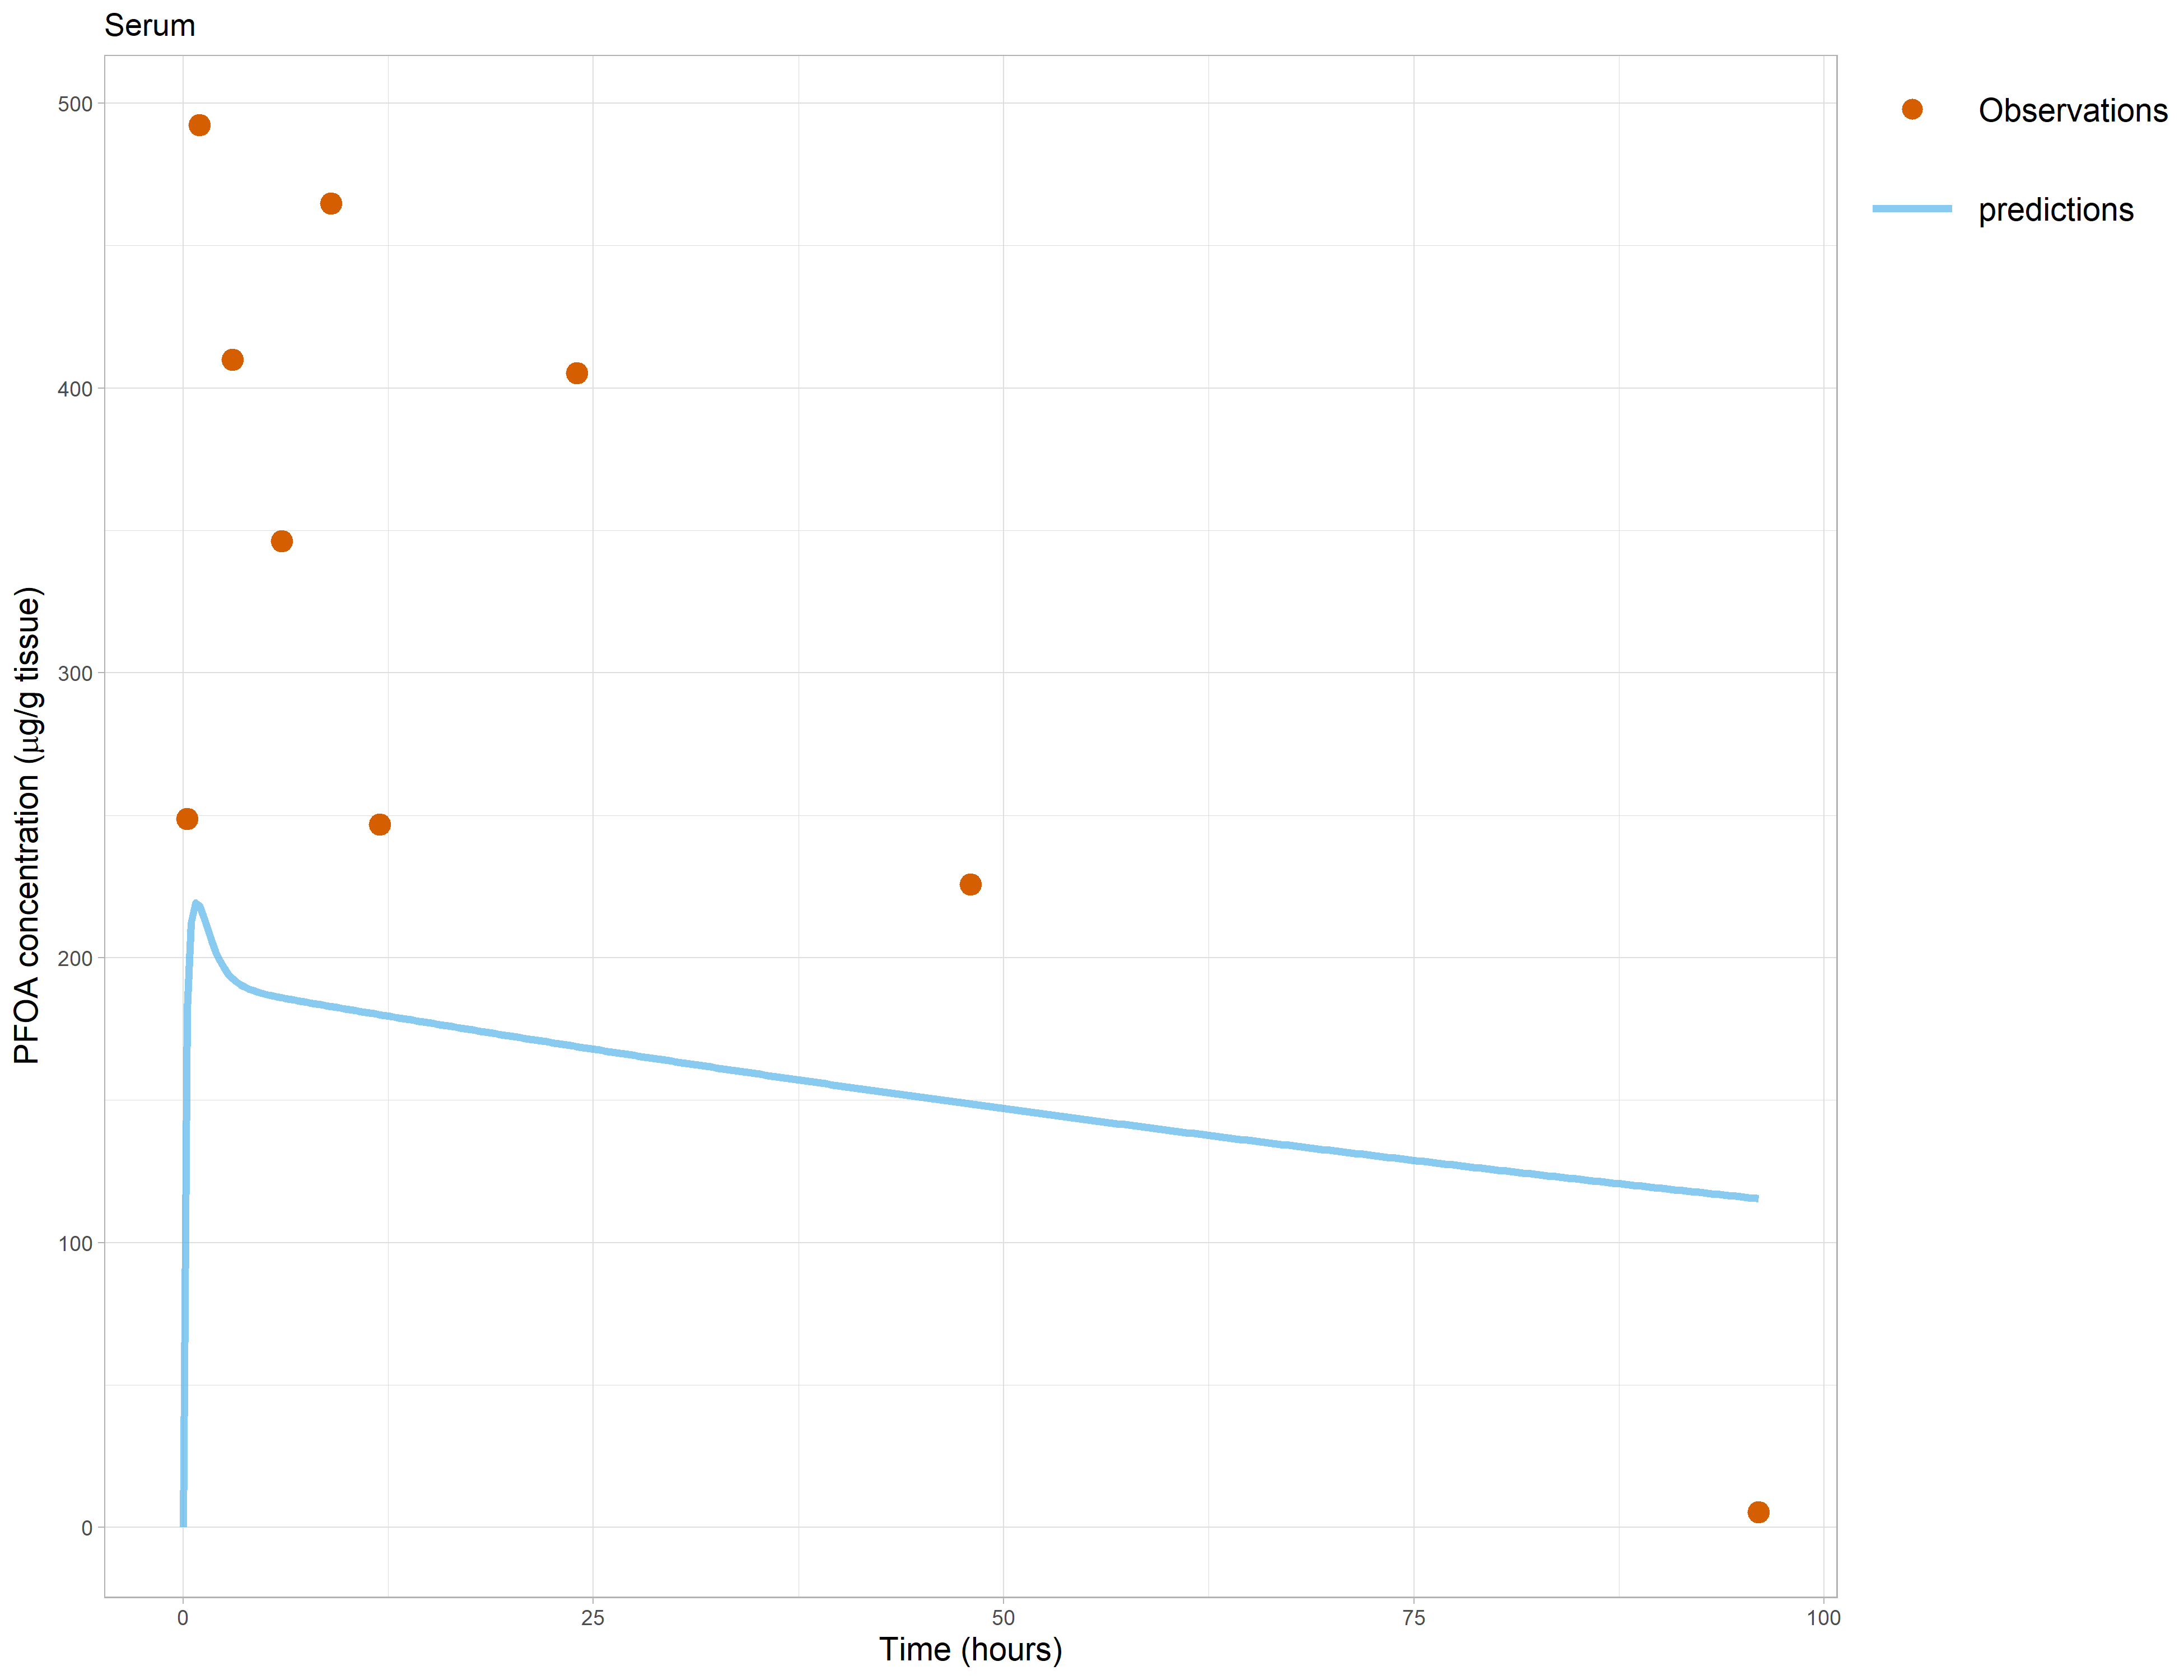 Serum
500
400
300
200
100
0
PFOA concentration (μg/g tissue)
0 25 50 75 100
Time (hours)
Observations
predictions